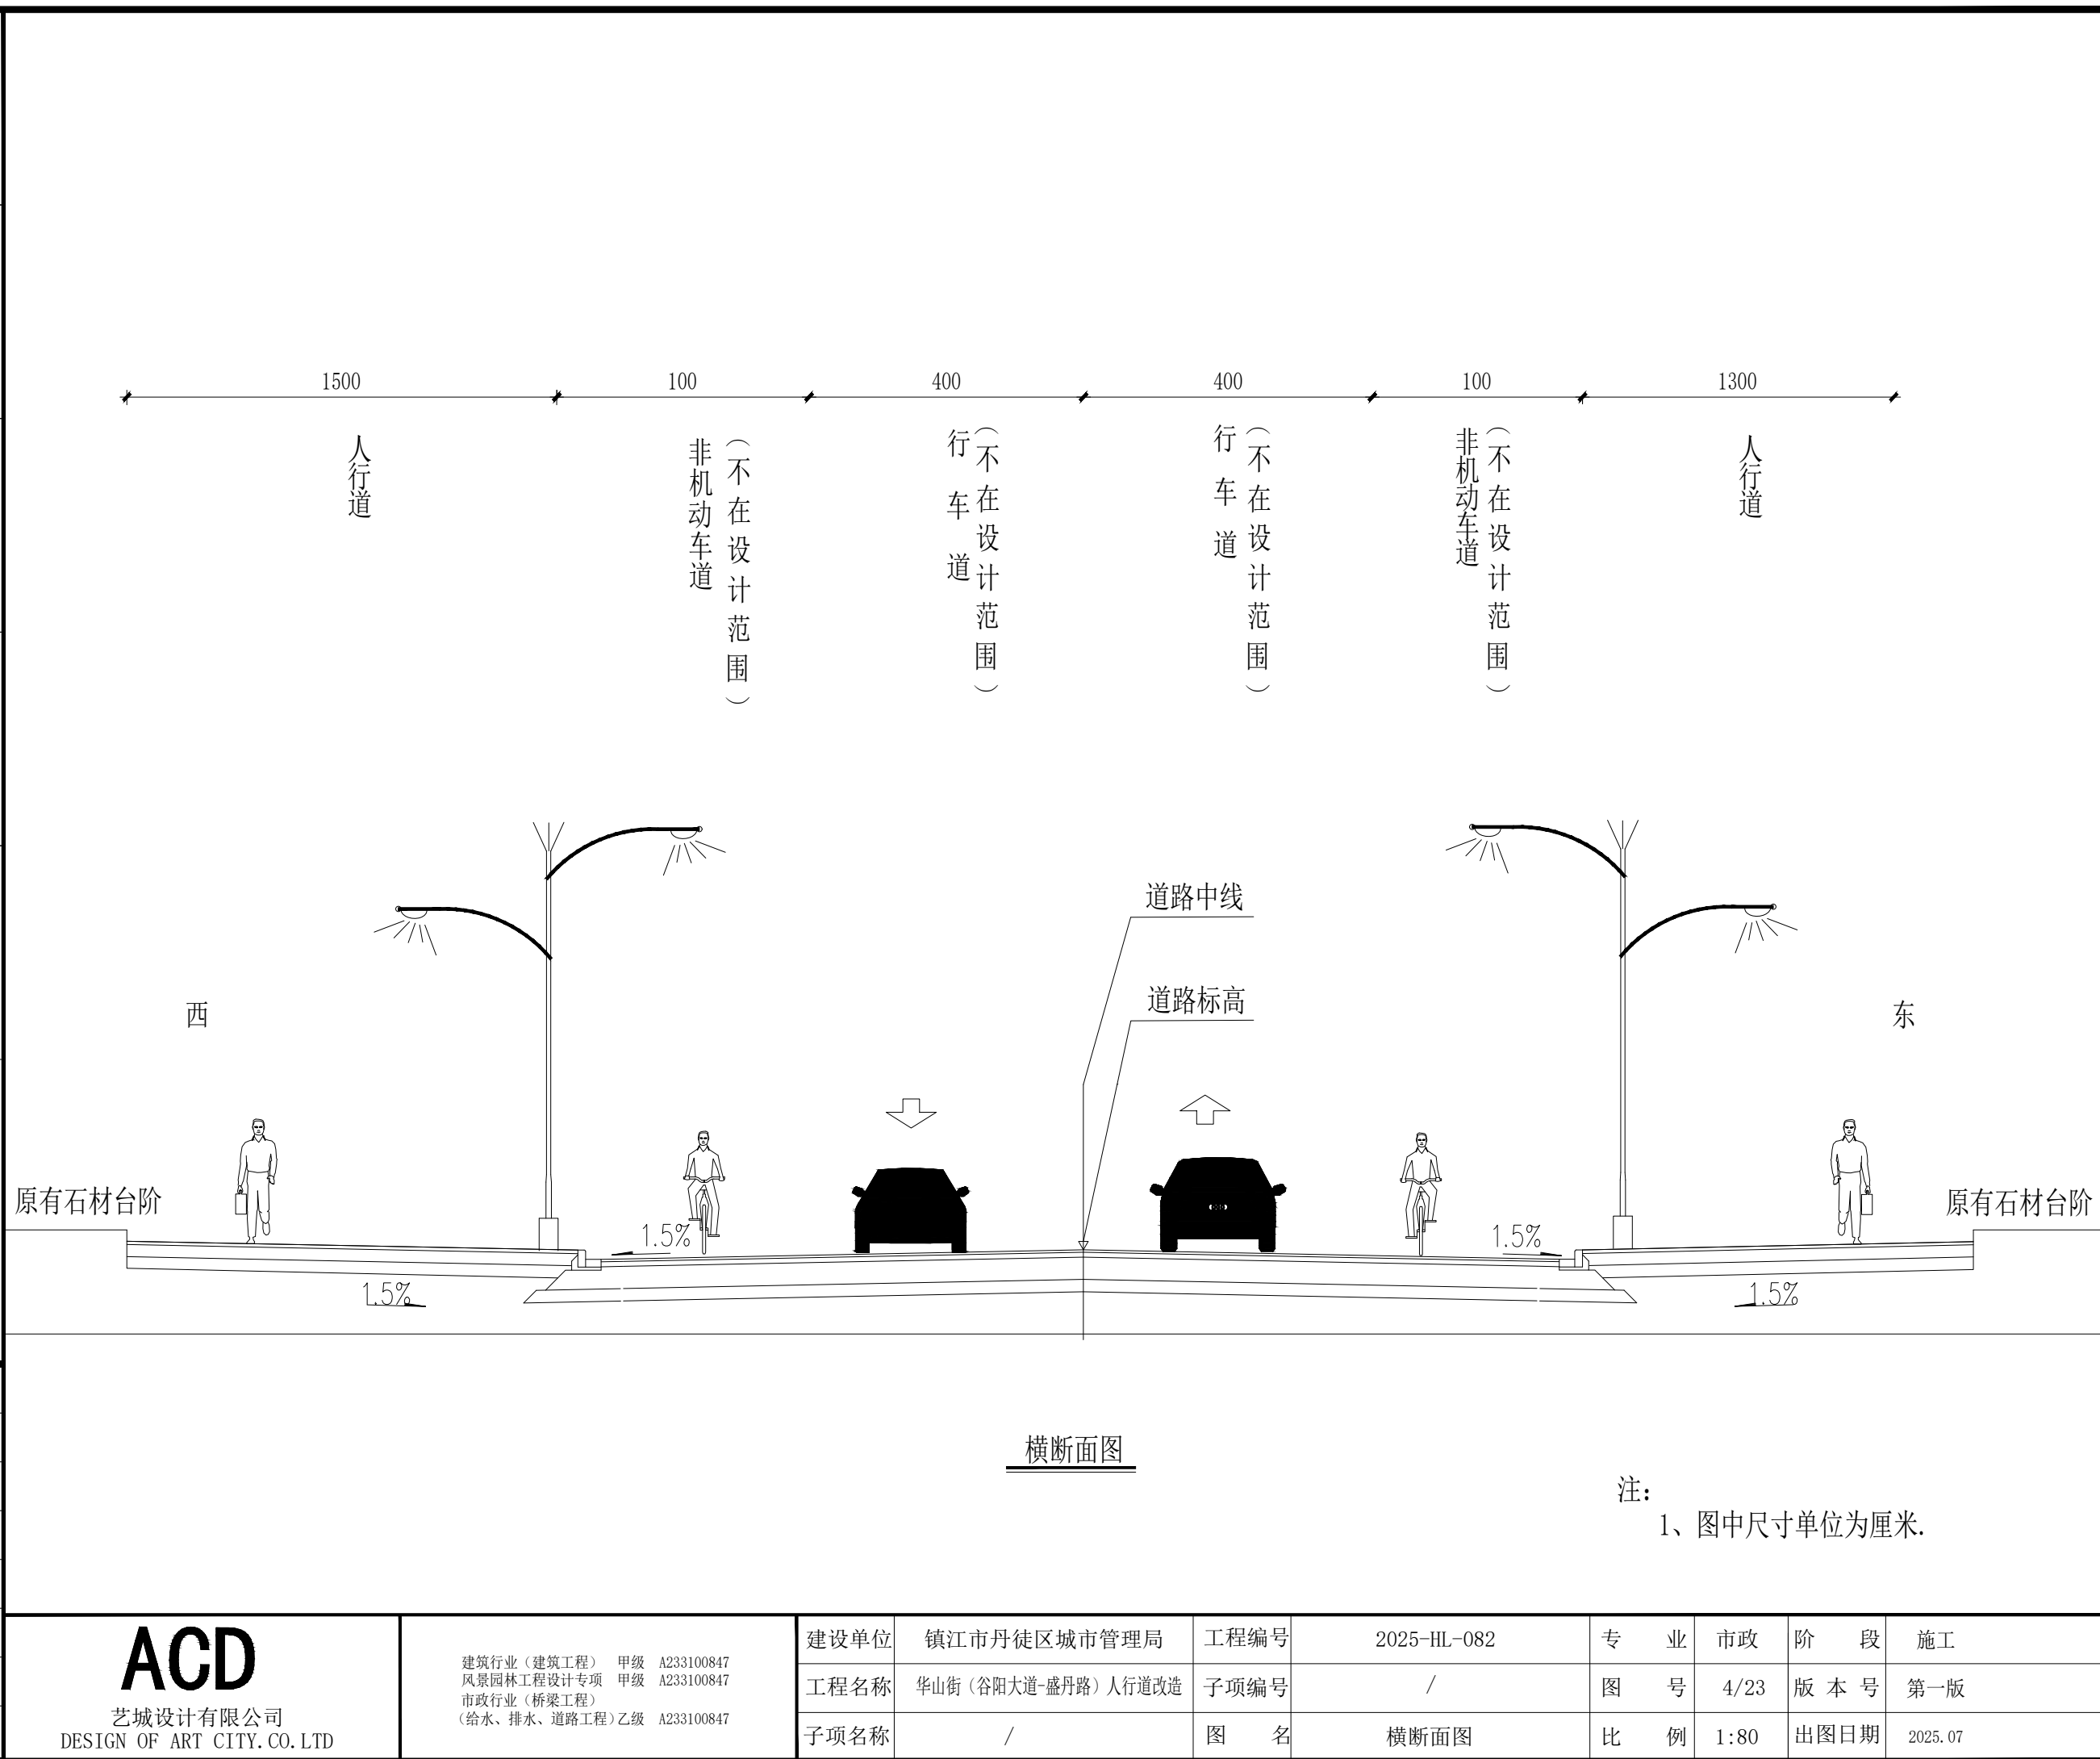 1500
100
400
400
100
1300
人行道
非机动车道
(不在设计范围)
行车道
(不在设计范围)
行车道
(不在设计范围)
非机动车道
(不在设计范围)
人行道
道路中线
道路标高
西
东
原有石材台阶
原有石材台阶
1.5%
1.5%
1.5%
1.5%
横断面图
注:
1、图中尺寸单位为厘米.
ACD
艺城设计有限公司
DESIGN OF ART CITY.CO.LTD
建筑行业（建筑工程） 甲级 A233100847
风景园林工程设计专项 甲级 A233100847
市政行业（桥梁工程）
（给水、排水、道路工程）乙级 A233100847
建设单位 镇江市丹徒区城市管理局 工程编号 2025-HL-082 专业 市政 阶段 施工
工程名称 华山街（谷阳大道-盛丹路）人行道改造 子项编号 / 图号 4/23 版本号 第一版
子项名称 / 图名 横断面图 比例 1:80 出图日期 2025.07